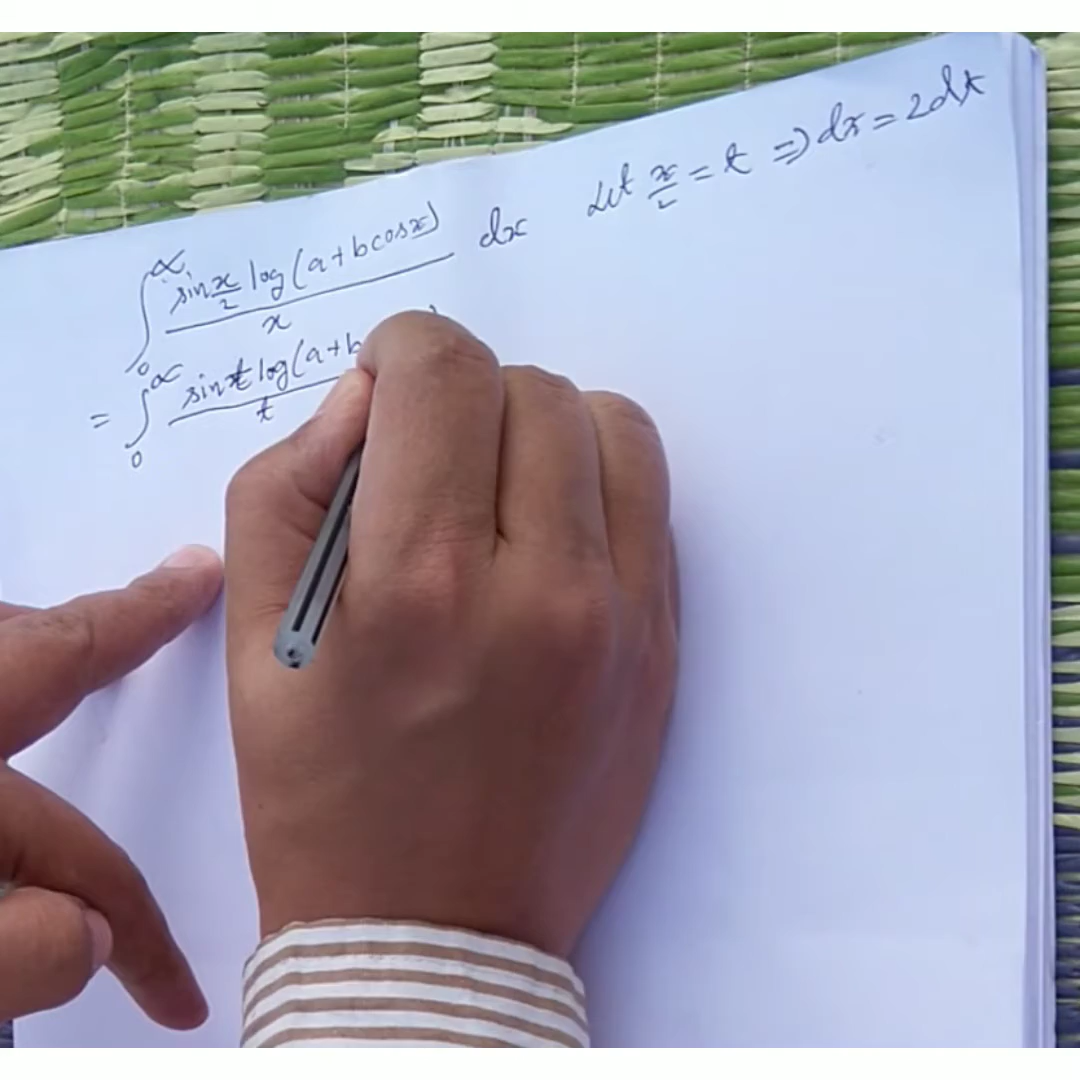 ∫₀^∝ sin x/2 log(a+bcosx) / x dx Let x/2 = t ⇒ dx = 2dt
= ∫₀^∝ sin t log(a+b / t